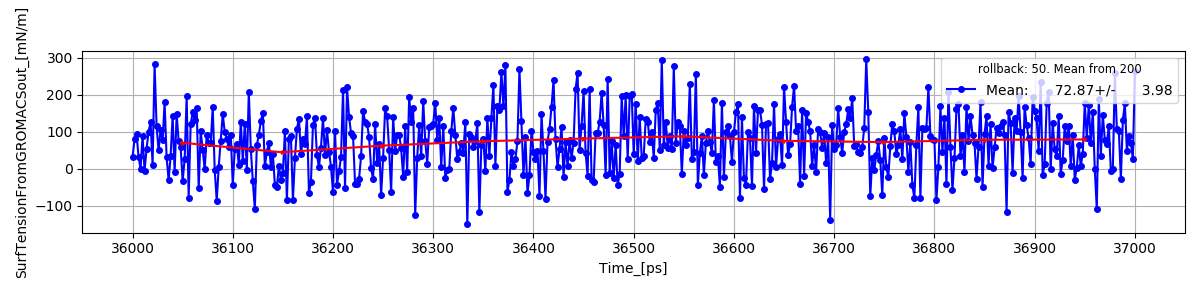 SurfTensionFromGROMACSout_[mN/m]
300
200
100
0
−100
rollback: 50. Mean from 200
Mean: 72.87+/- 3.98
36000 36100 36200 36300 36400 36500 36600 36700 36800 36900 37000
Time_[ps]